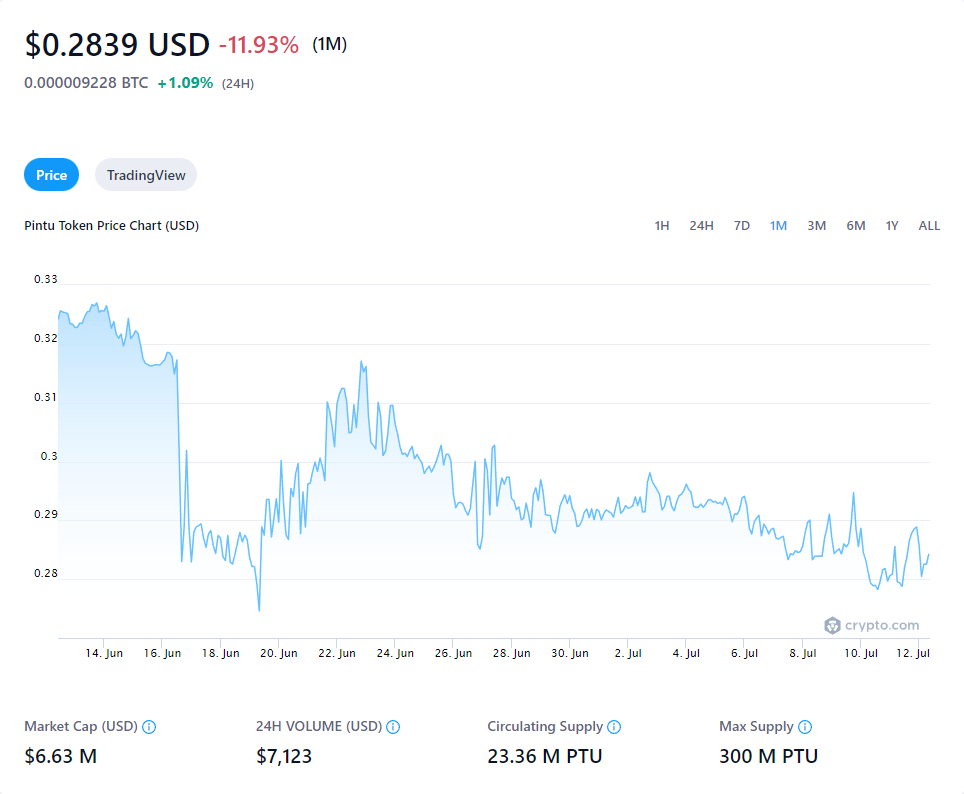 $0.2839 USD -11.93% (1M)
0.000009228 BTC +1.09% (24H)
Price TradingView
Pintu Token Price Chart (USD) 1H 24H 7D 1M 3M 6M 1Y ALL
0.33
0.32
0.31
0.3
0.29
0.28
crypto.com
14. Jun 16. Jun 18. Jun 20. Jun 22. Jun 24. Jun 26. Jun 28. Jun 30. Jun 2. Jul 4. Jul 6. Jul 8. Jul 10. Jul 12. Jul
Market Cap (USD) 24H VOLUME (USD) Circulating Supply Max Supply
$6.63 M $7,123 23.36 M PTU 300 M PTU